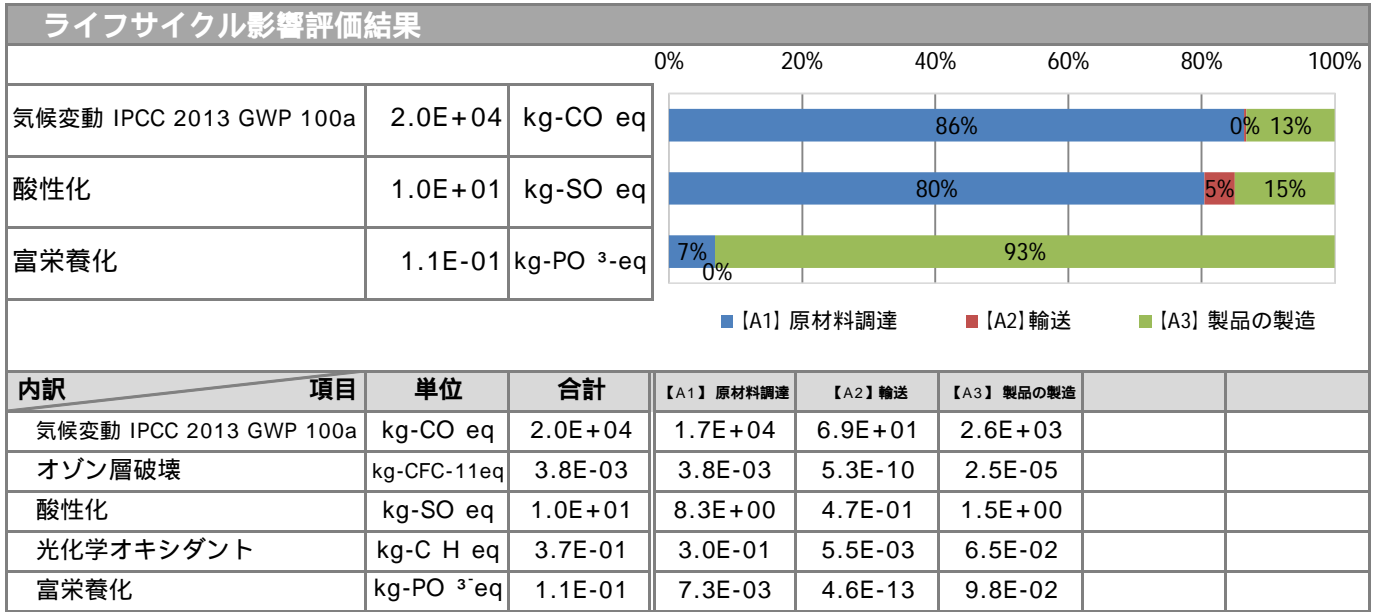 ライフサイクル影響評価結果
0% 20% 40% 60% 80% 100%
気候変動 IPCC 2013 GWP 100a 2.0E+04 kg-CO eq 86% 0% 13%
酸性化 1.0E+01 kg-SO eq 80% 5% 15%
富栄養化 1.1E-01 kg-PO ³-eq 7% 0% 93%
【A1】原材料調達 【A2】輸送 【A3】製品の製造
内訳 項目 単位 合計 【A1】原材料調達 【A2】輸送 【A3】製品の製造
気候変動 IPCC 2013 GWP 100a kg-CO eq 2.0E+04 1.7E+04 6.9E+01 2.6E+03
オゾン層破壊 kg-CFC-11eq 3.8E-03 3.8E-03 5.3E-10 2.5E-05
酸性化 kg-SO eq 1.0E+01 8.3E+00 4.7E-01 1.5E+00
光化学オキシダント kg-C H eq 3.7E-01 3.0E-01 5.5E-03 6.5E-02
富栄養化 kg-PO ³⁻eq 1.1E-01 7.3E-03 4.6E-13 9.8E-02